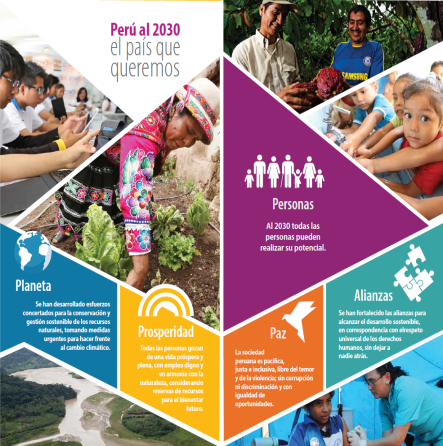 Perú al 2030
el país que
queremos
SAMSUNG
Personas
Al 2030 todas las
personas pueden
realizar su potencial.
Planeta
Se han desarrollado esfuerzos
concertados para la conservación y
gestión sostenible de los recursos
naturales, tomando medidas
urgentes para hacer frente
al cambio climático.
Prosperidad
Todas las personas gozan
de una vida próspera y
plena, con empleo digno y
en armonía con la
naturaleza, considerando
reservas de recursos
para el bienestar
futuro.
Paz
La sociedad
peruana es pacífica,
justa e inclusiva, libre del temor
y de la violencia; sin corrupción
ni discriminación y con
igualdad de
oportunidades.
Alianzas
Se han fortalecido las alianzas para
alcanzar el desarrollo sostenible,
en correspondencia con el respeto
universal de los derechos
humanos, sin dejar a
nadie atrás.